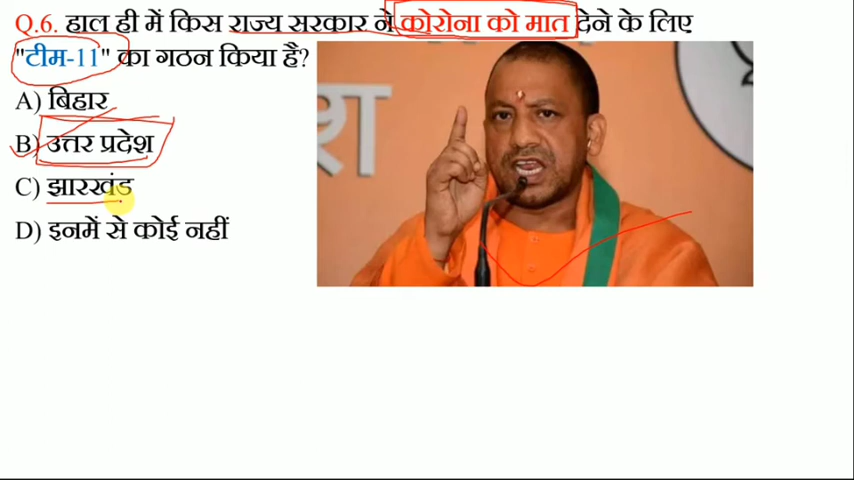 Q.6. हाल ही में किस राज्य सरकार ने कोरोना को मात देने के लिए
"टीम-11" का गठन किया है?
A) बिहार
B) उत्तर प्रदेश
C) झारखंड
D) इनमें से कोई नहीं